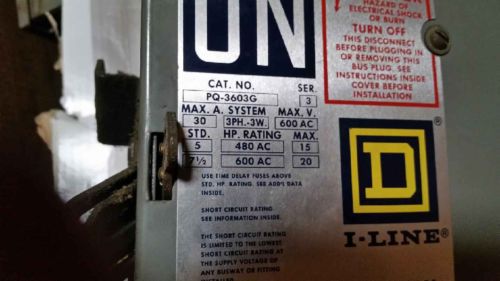 ON
CAT. NO. SER.
PQ-3603G 3
MAX. A. SYSTEM MAX. V.
30 3PH.-3W. 600 AC
STD. HP. RATING MAX.
5 480 AC 15
7½ 600 AC 20
USE TIME DELAY FUSES ABOVE
STD. HP. RATING. SEE ADD'L DATA
INSIDE.
SHORT CIRCUIT RATING:
SEE INFORMATION INSIDE.
THE SHORT CIRCUIT RATING
IS LIMITED TO THE LOWEST
SHORT CIRCUIT RATING AT
THE SUPPLY VOLTAGE OF
ANY BUSWAY OR FITTING
INSTALLED
HAZARD OF
ELECTRICAL SHOCK
OR BURN
TURN OFF
THIS DISCONNECT
BEFORE PLUGGING IN
OR REMOVING THIS
BUS PLUG. SEE
INSTRUCTIONS INSIDE
COVER BEFORE
INSTALLATION
D
®
I-LINE®